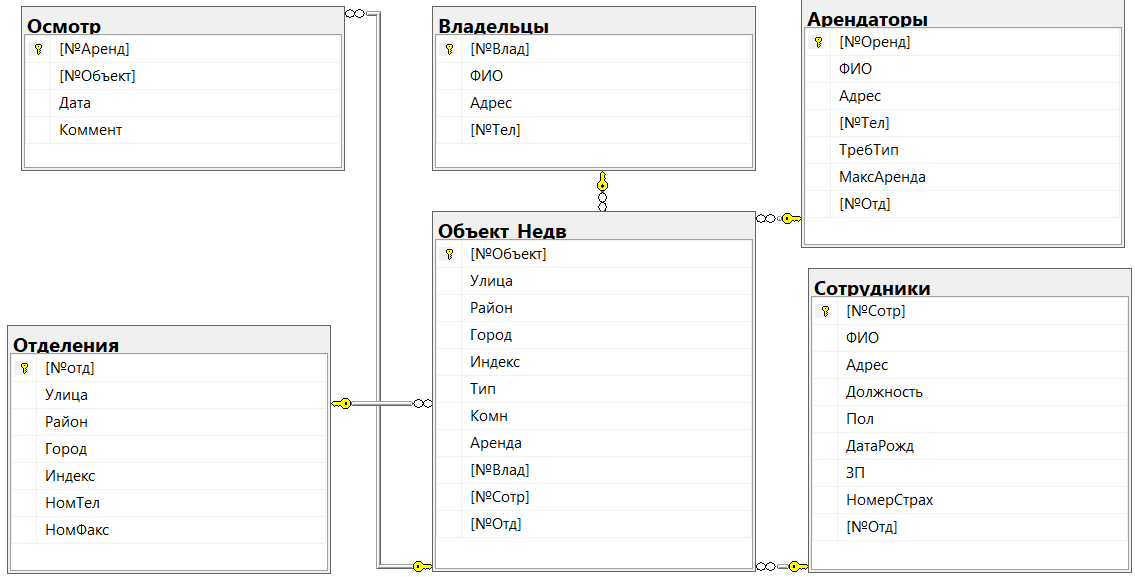 Осмотр
[№Аренд]
[№Объект]
Дата
Коммент
Владельцы
[№Влад]
ФИО
Адрес
[№Тел]
Арендаторы
[№Оренд]
ФИО
Адрес
[№Тел]
ТребТип
МаксАренда
[№Отд]
Объект_Недв
[№Объект]
Улица
Район
Город
Индекс
Тип
Комн
Аренда
[№Влад]
[№Сотр]
[№Отд]
Отделения
[№отд]
Улица
Район
Город
Индекс
НомТел
НомФакс
Сотрудники
[№Сотр]
ФИО
Адрес
Должность
Пол
ДатаРожд
ЗП
НомерСтрах
[№Отд]